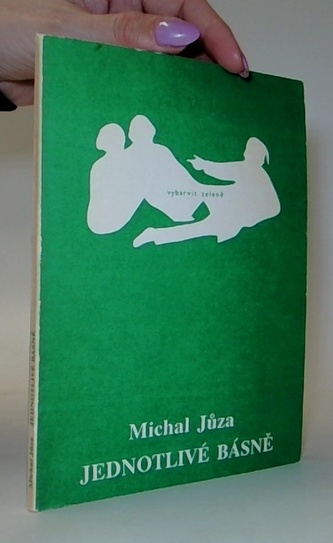 vybarvit zeleně
Michal Jůza
JEDNOTLIVÉ BÁSNĚ
Michal Jůza JEDNOTLIVÉ BÁSNĚ